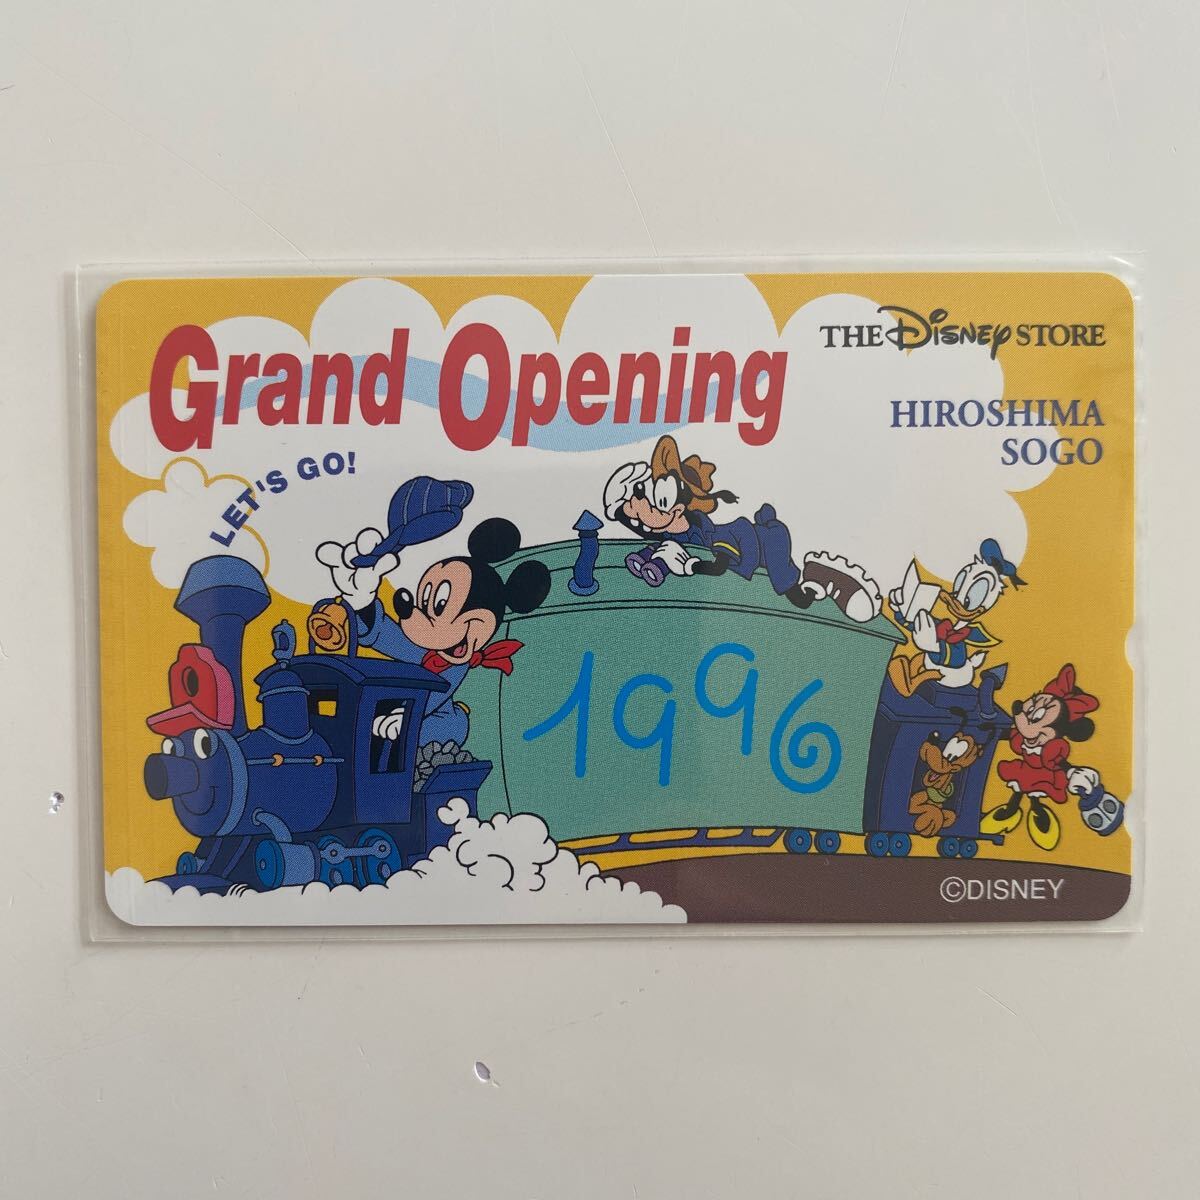 Grand Opening
THE DISNEY STORE
HIROSHIMA
SOGO
LET'S GO!
1996
©DISNEY